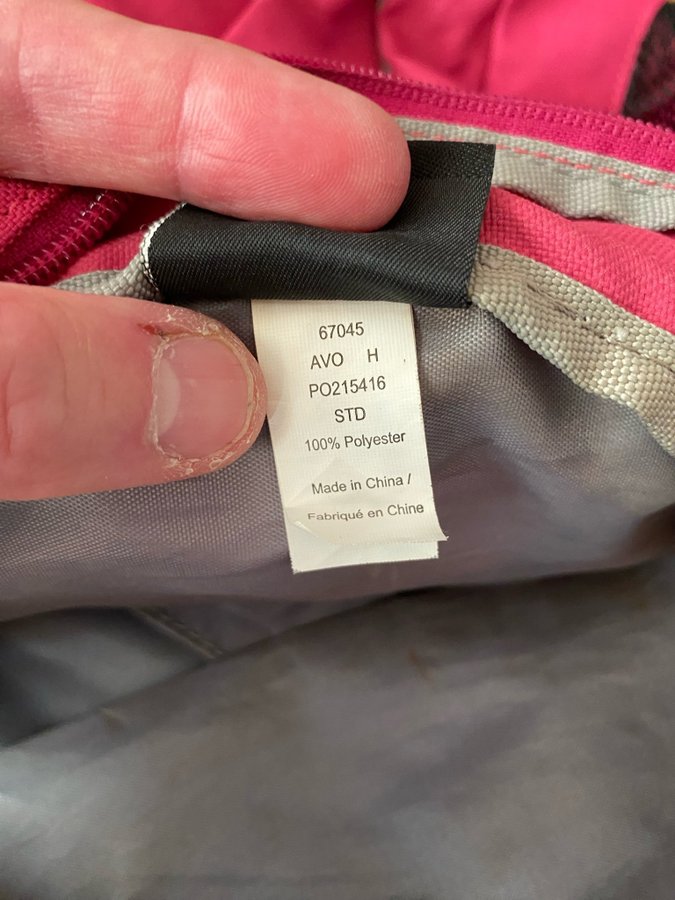 67045
AVO H
PO215416
STD
100% Polyester
Made in China /
Fabriqué en Chine